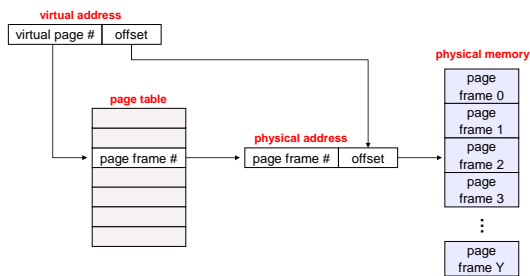 virtual address
virtual page # offset
physical memory
page
frame 0
page table
page
frame 1
physical address
page frame # page frame # offset
page
frame 2
page
frame 3
...
page
frame Y